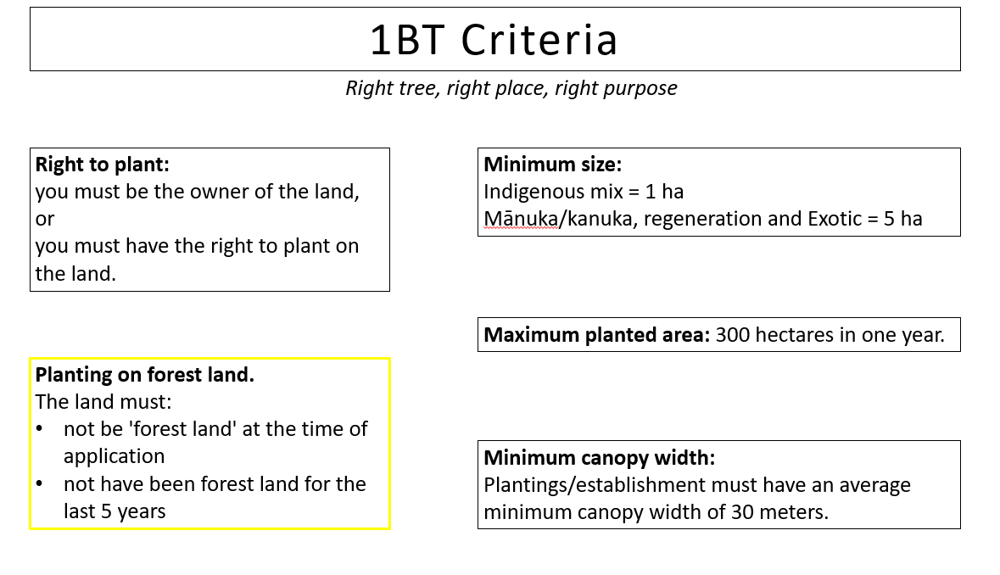 1BT Criteria
Right tree, right place, right purpose
Right to plant:
you must be the owner of the land,
or
you must have the right to plant on
the land.
Planting on forest land.
The land must:
• not be 'forest land' at the time of
application
• not have been forest land for the
last 5 years
Minimum size:
Indigenous mix = 1 ha
Mānuka/kanuka, regeneration and Exotic = 5 ha
Maximum planted area: 300 hectares in one year.
Minimum canopy width:
Plantings/establishment must have an average
minimum canopy width of 30 meters.